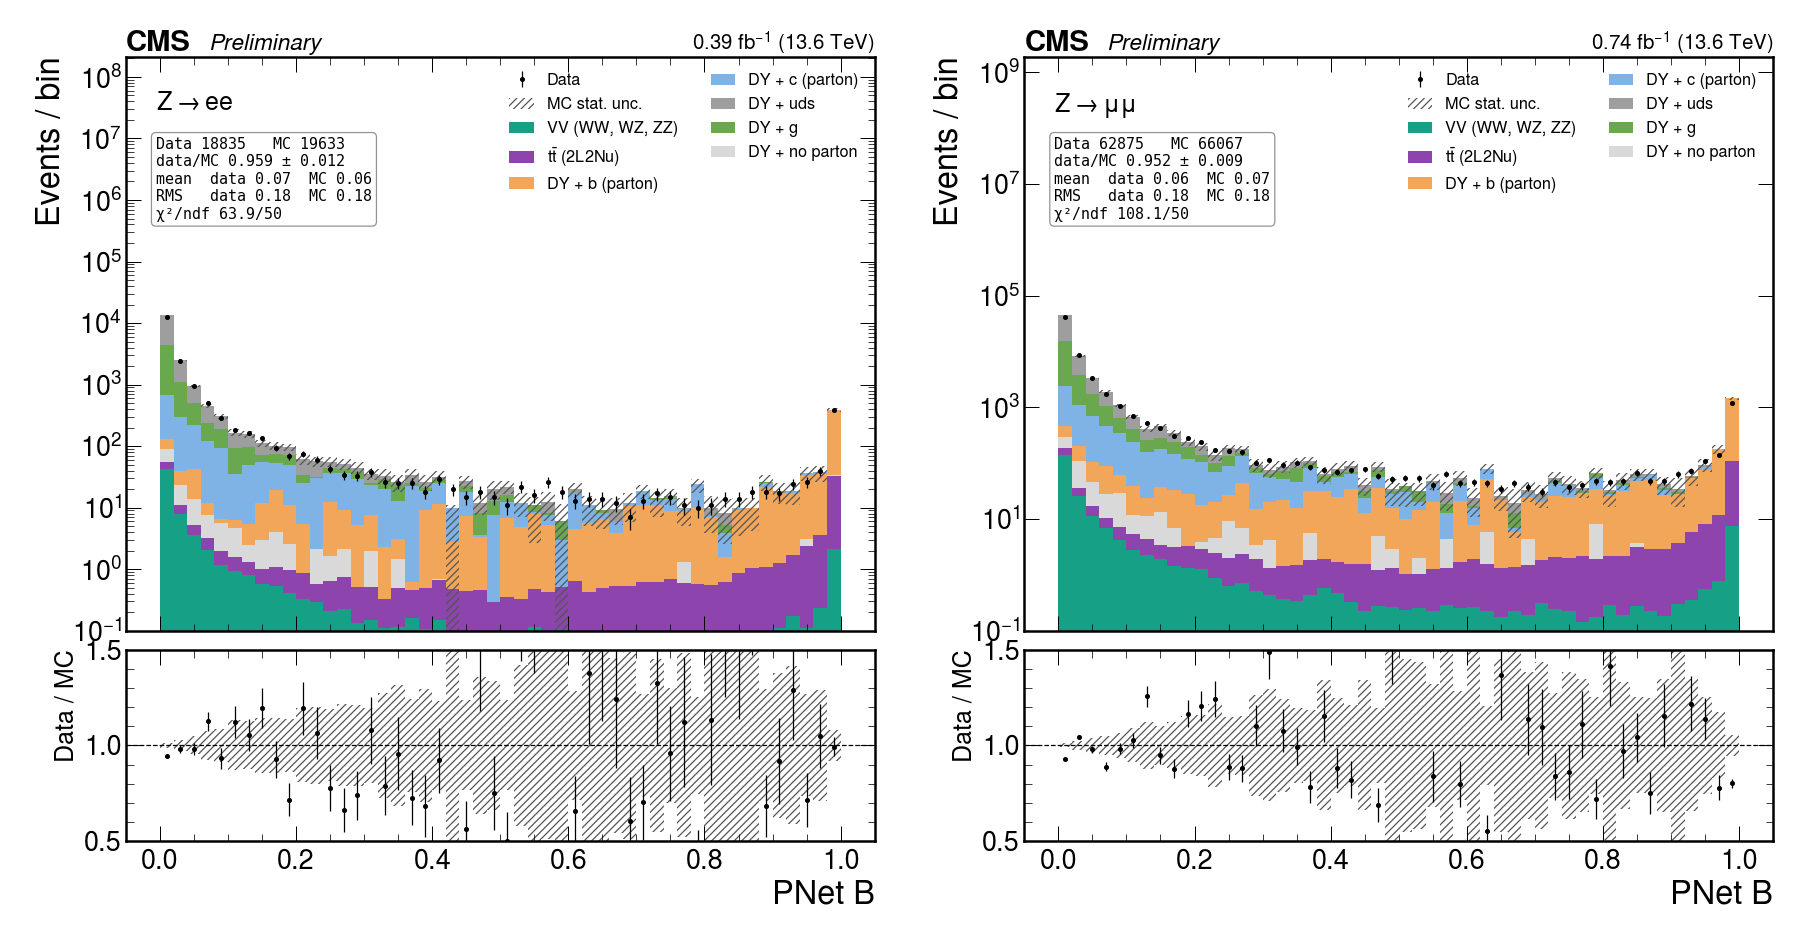 CMS Preliminary 0.39 fb⁻¹ (13.6 TeV)
Events / bin
10⁸
10⁷
10⁶
10⁵
10⁴
10³
10²
10¹
10⁰
10⁻¹
Z → ee
Data 18835 MC 19633
data/MC 0.959 ± 0.012
mean data 0.07 MC 0.06
RMS data 0.18 MC 0.18
χ²/ndf 63.9/50
Data
MC stat. unc.
VV (WW, WZ, ZZ)
tt̄ (2L2Nu)
DY + b (parton)
DY + c (parton)
DY + uds
DY + g
DY + no parton
Data / MC
1.5
1.0
0.5
0.0 0.2 0.4 0.6 0.8 1.0
PNet B
CMS Preliminary 0.74 fb⁻¹ (13.6 TeV)
Events / bin
10⁹
10⁷
10⁵
10³
10¹
10⁻¹
Z → μμ
Data 62875 MC 66067
data/MC 0.952 ± 0.009
mean data 0.06 MC 0.07
RMS data 0.18 MC 0.18
χ²/ndf 108.1/50
Data
MC stat. unc.
VV (WW, WZ, ZZ)
tt̄ (2L2Nu)
DY + b (parton)
DY + c (parton)
DY + uds
DY + g
DY + no parton
Data / MC
1.5
1.0
0.5
0.0 0.2 0.4 0.6 0.8 1.0
PNet B